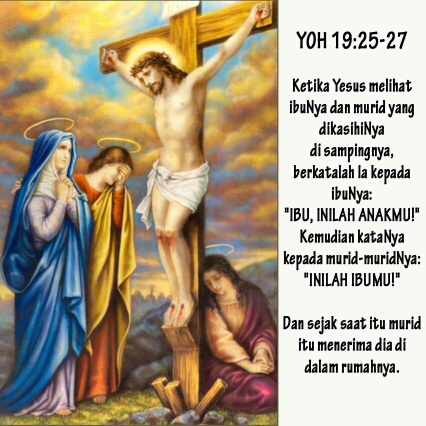 YOH 19:25-27
Ketika Yesus melihat
ibuNya dan murid yang
dikasihiNya
di sampingnya,
berkatalah Ia kepada
ibuNya:
"IBU, INILAH ANAKMU!"
Kemudian kataNya
kepada murid-muridNya:
"INILAH IBUMU!"
Dan sejak saat itu murid
itu menerima dia di
dalam rumahnya.